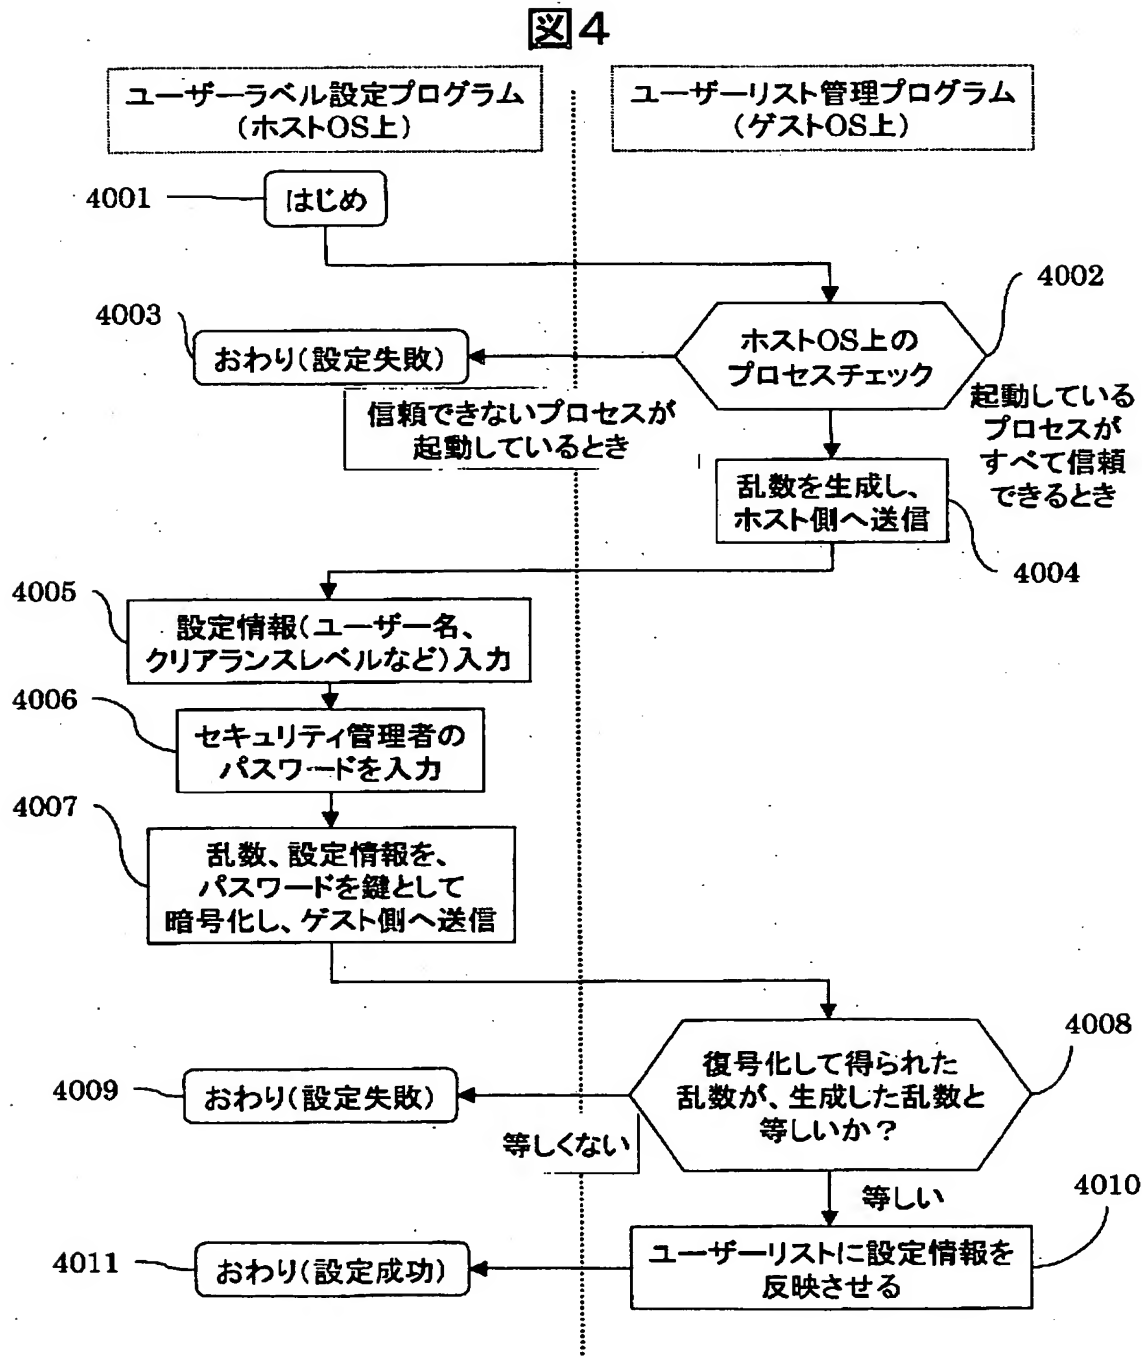 図4
ユーザーラベル設定プログラム
(ホストOS上)
ユーザーリスト管理プログラム
(ゲストOS上)
4001
はじめ
4002
ホストOS上の
プロセスチェック
4003
おわり(設定失敗)
信頼できないプロセスが
起動しているとき
起動している
プロセスが
すべて信頼
できるとき
乱数を生成し、
ホスト側へ送信
4004
4005
設定情報(ユーザー名、
クリアランスレベルなど)入力
4006
セキュリティ管理者の
パスワードを入力
4007
乱数、設定情報を、
パスワードを鍵として
暗号化し、ゲスト側へ送信
4008
復号化して得られた
乱数が、生成した乱数と
等しいか?
4009
おわり(設定失敗)
等しくない
等しい
4010
ユーザーリストに設定情報を
反映させる
4011
おわり(設定成功)